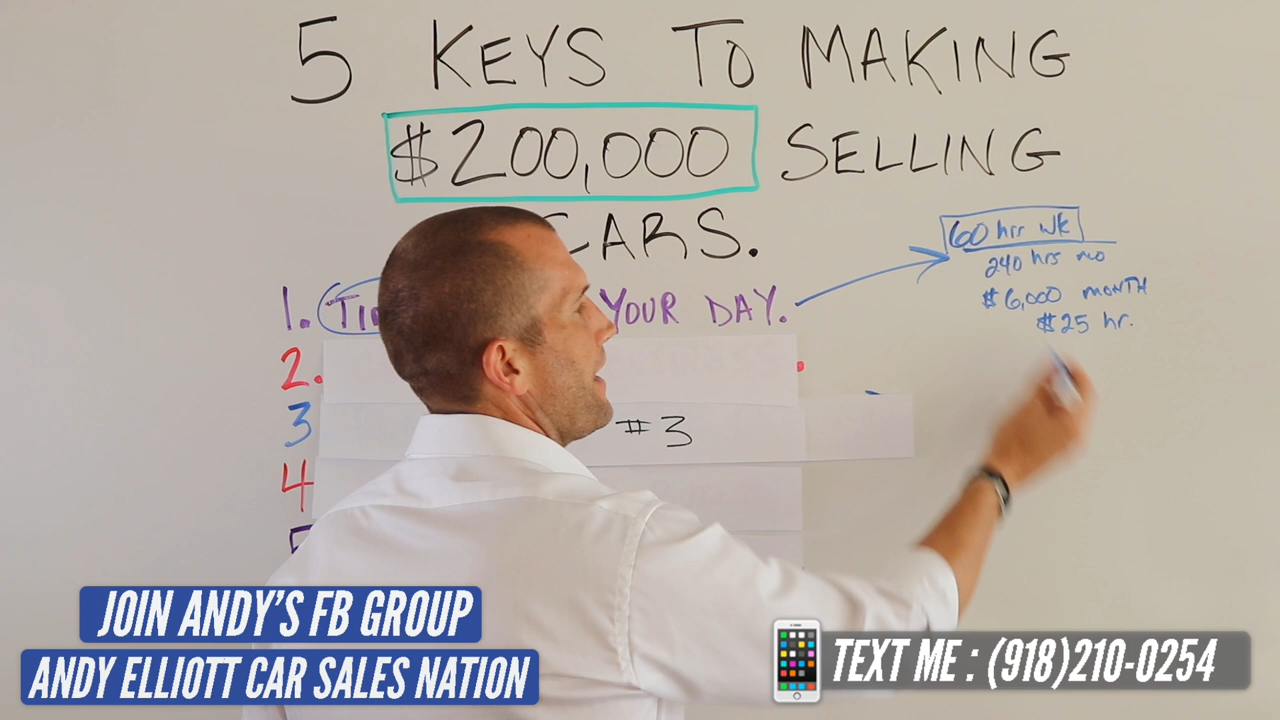 5 KEYS TO MAKING
$200,000 SELLING
CARS.
60 hrr wk
240 hrs mo
$6,000 MONTH
$25 hr.
1. YOUR DAY.
2.
3 #3
4
5
JOIN ANDY'S FB GROUP
ANDY ELLIOTT CAR SALES NATION
TEXT ME : (918)210-0254